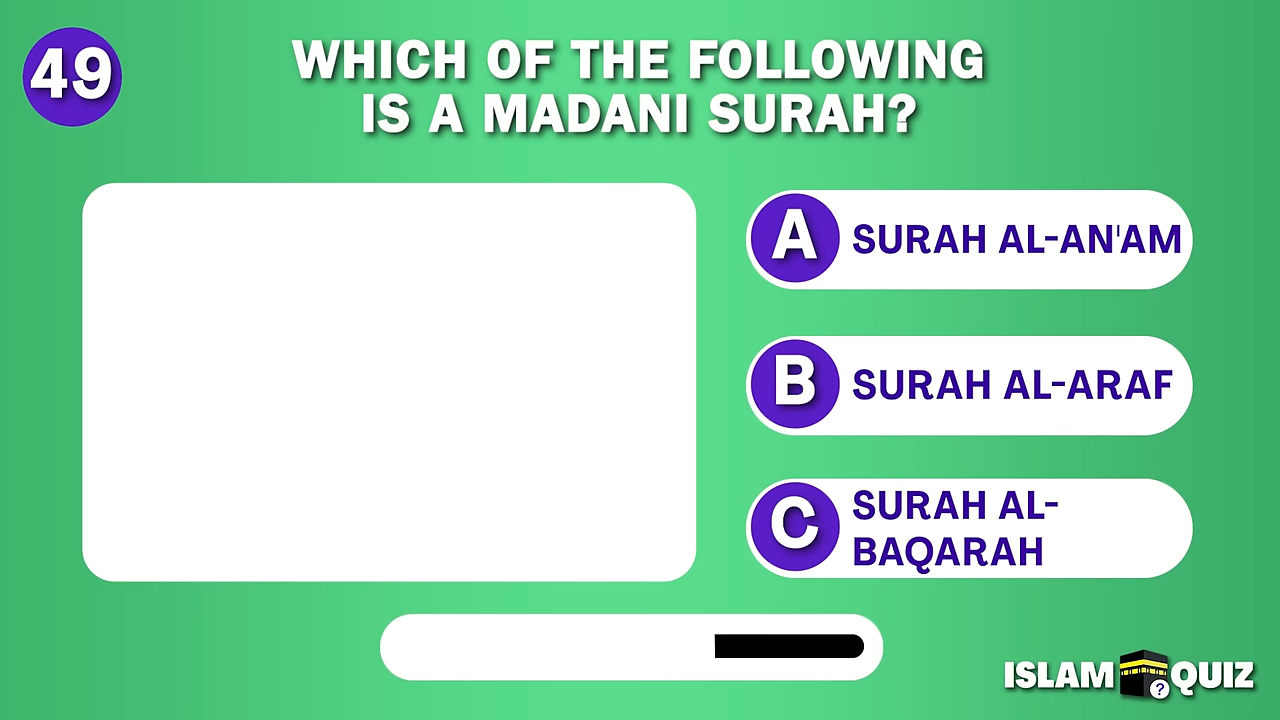 49
WHICH OF THE FOLLOWING
IS A MADANI SURAH?
A SURAH AL-AN'AM
B SURAH AL-ARAF
C SURAH AL-
BAQARAH
ISLAM ? QUIZ